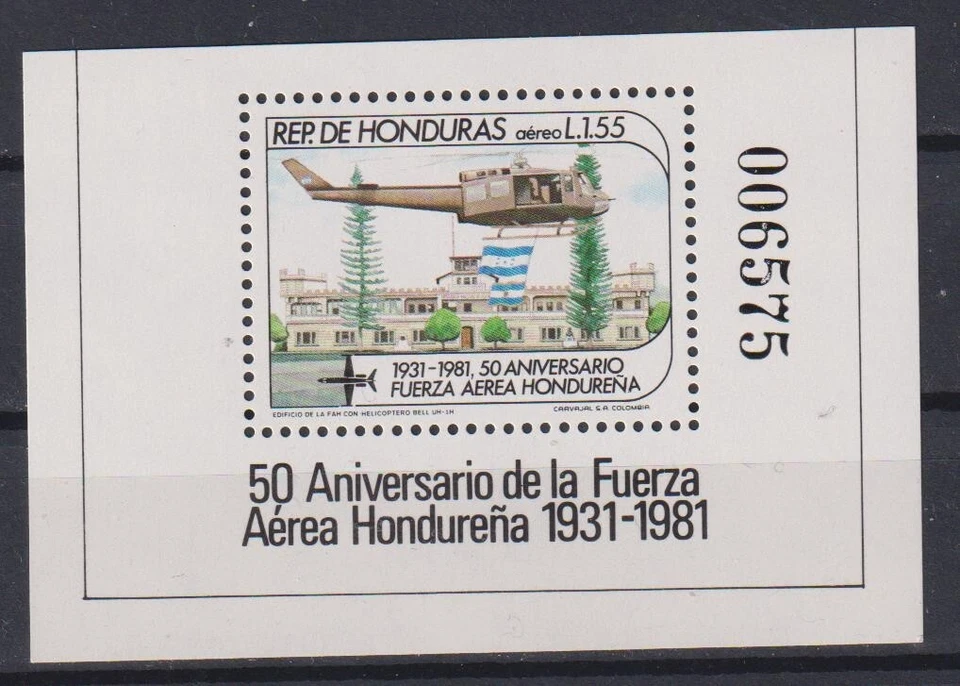 REP. DE HONDURAS aéreo L.1.55
1931-1981, 50 ANIVERSARIO
FUERZA AEREA HONDUREÑA
EDIFICIO DE LA FAH CON HELICOPTERO BELL UH-1H CARVAJAL S.A. COLOMBIA
006575
50 Aniversario de la Fuerza
Aérea Hondureña 1931-1981